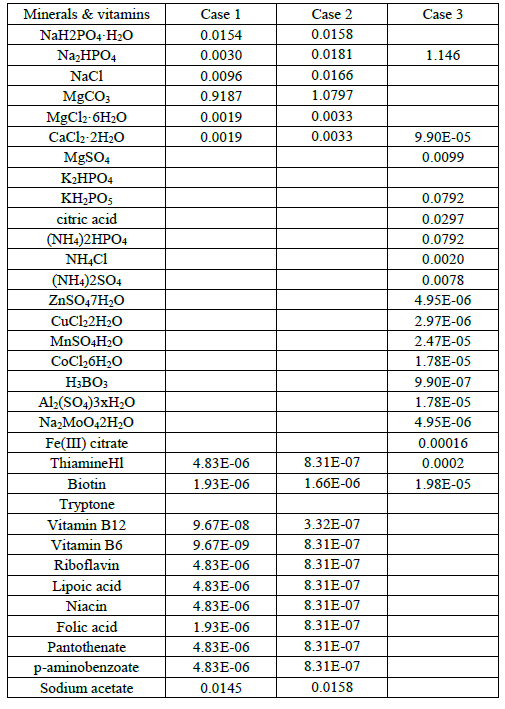 Minerals & vitamins Case 1 Case 2 Case 3
NaH2PO₄·H₂O 0.0154 0.0158
Na₂HPO₄ 0.0030 0.0181 1.146
NaCl 0.0096 0.0166
MgCO₃ 0.9187 1.0797
MgCl₂·6H₂O 0.0019 0.0033
CaCl₂·2H₂O 0.0019 0.0033 9.90E-05
MgSO₄ 0.0099
K₂HPO₄
KH₂PO₅ 0.0792
citric acid 0.0297
(NH₄)2HPO₄ 0.0792
NH₄Cl 0.0020
(NH₄)2SO₄ 0.0078
ZnSO₄7H₂O 4.95E-06
CuCl₂2H₂O 2.97E-06
MnSO₄H₂O 2.47E-05
CoCl₂6H₂O 1.78E-05
H₃BO₃ 9.90E-07
Al₂(SO₄)3xH₂O 1.78E-05
Na₂MoO₄2H₂O 4.95E-06
Fe(III) citrate 0.00016
ThiamineHl 4.83E-06 8.31E-07 0.0002
Biotin 1.93E-06 1.66E-06 1.98E-05
Tryptone
Vitamin B12 9.67E-08 3.32E-07
Vitamin B6 9.67E-09 8.31E-07
Riboflavin 4.83E-06 8.31E-07
Lipoic acid 4.83E-06 8.31E-07
Niacin 4.83E-06 8.31E-07
Folic acid 1.93E-06 8.31E-07
Pantothenate 4.83E-06 8.31E-07
p-aminobenzoate 4.83E-06 8.31E-07
Sodium acetate 0.0145 0.0158